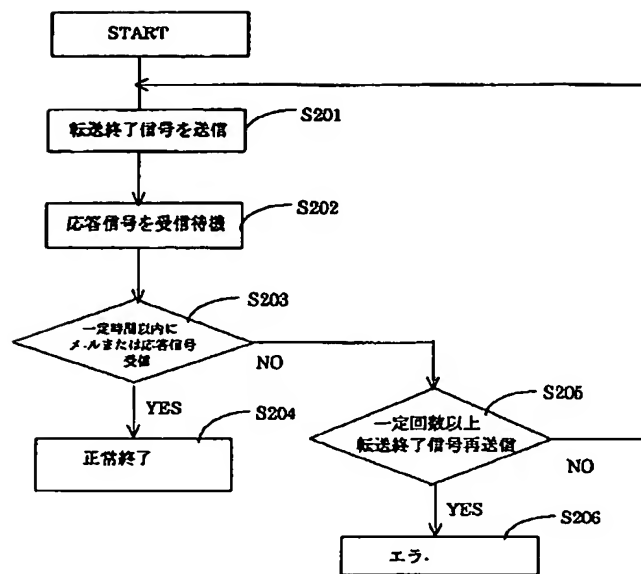 START
転送終了信号を送信
S201
応答信号を受信待機
S202
一定時間以内に
メールまたは応答信号
受信
S203
NO
YES
正常終了
S204
一定回数以上
転送終了信号再送信
S205
NO
YES
エラー
S206